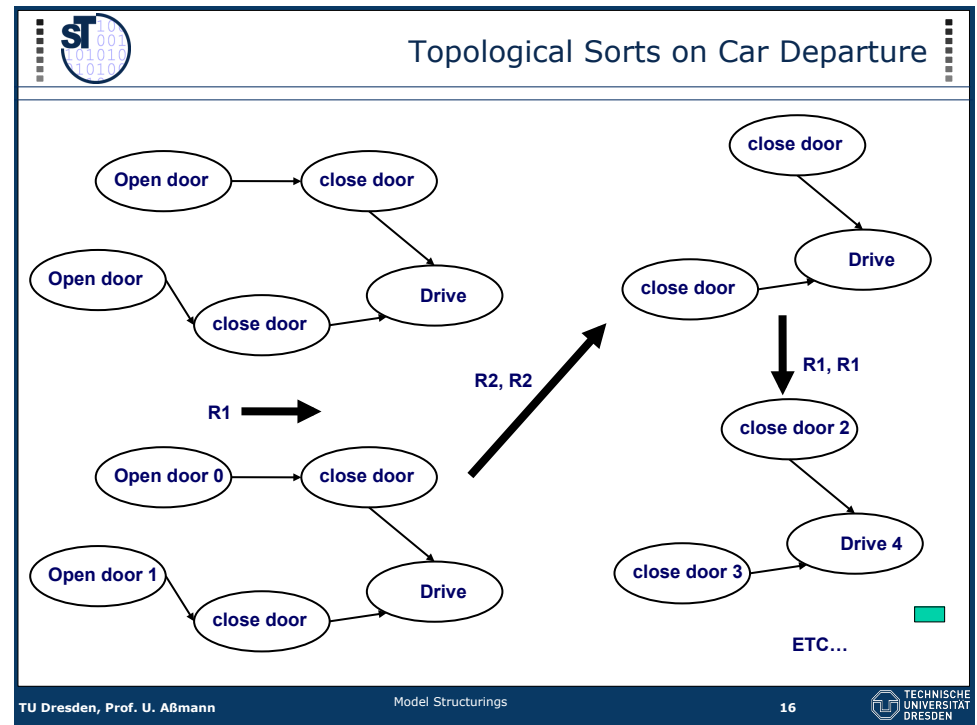 ST
Topological Sorts on Car Departure
Open door
close door
Open door
close door
Drive
R1
Open door 0
close door
Open door 1
close door
Drive
R2, R2
close door
close door
Drive
R1, R1
close door 2
close door 3
Drive 4
ETC…
TU Dresden, Prof. U. Aßmann
Model Structurings
16
TECHNISCHE
UNIVERSITÄT
DRESDEN